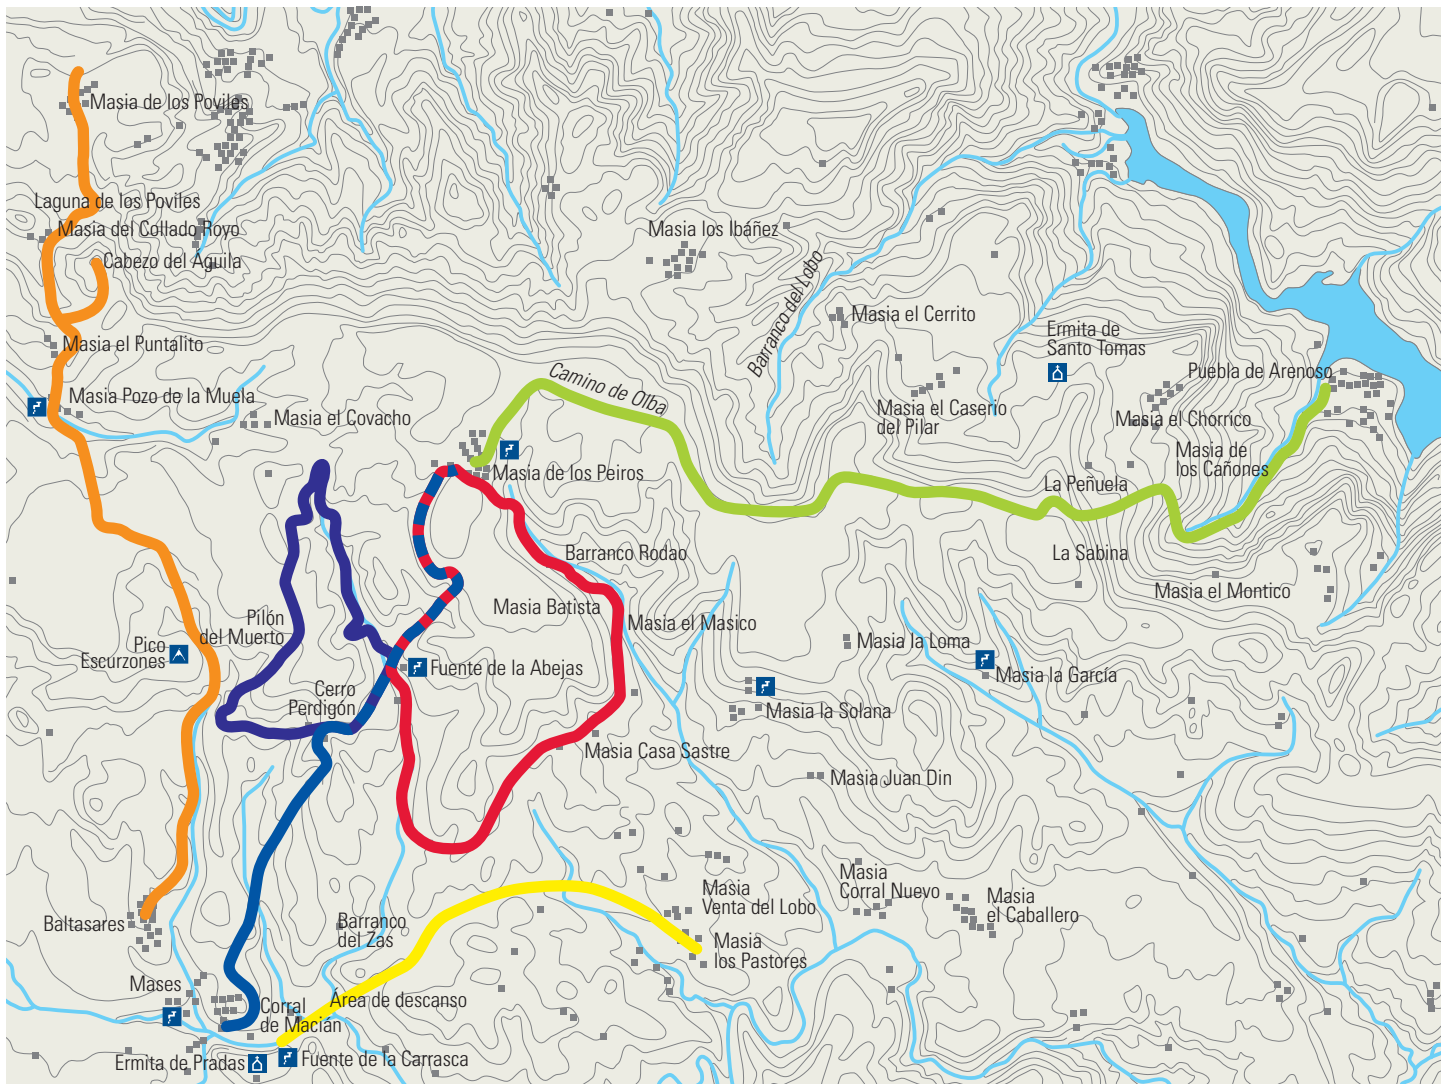 Masia de los Poviles
Laguna de los Poviles
Masia del Collado Royo
Cabezo del Águila
Masia los Ibáñez
Barranco del Lobo
Masia el Cerrito
Ermita de
Santo Tomas
Masia el Puntalito
Puebla de Arenoso
Camino de Olba
Masia Pozo de la Muela
Masia el Covacho
Masia el Caserio
del Pilar
Masia el Chorrico
Masia de
los Cañones
Masia de los Peiros
La Peñuela
Barranco Rodao
La Sabina
Masia el Montico
Masia Batista
Pilón
del Muerto
Masia el Masico
Masia la Loma
Pico
Escurzones
Fuente de la Abejas
Masia la García
Cerro
Perdigón
Masia la Solana
Masia Casa Sastre
Masia Juan Din
Masia
Corral Nuevo
Masia
Venta del Lobo
Masia
el Caballero
Baltasares
Barranco
del Zas
Masia
los Pastores
Mases
Área de descanso
Corral
de Macián
Ermita de Pradas
Fuente de la Carrasca